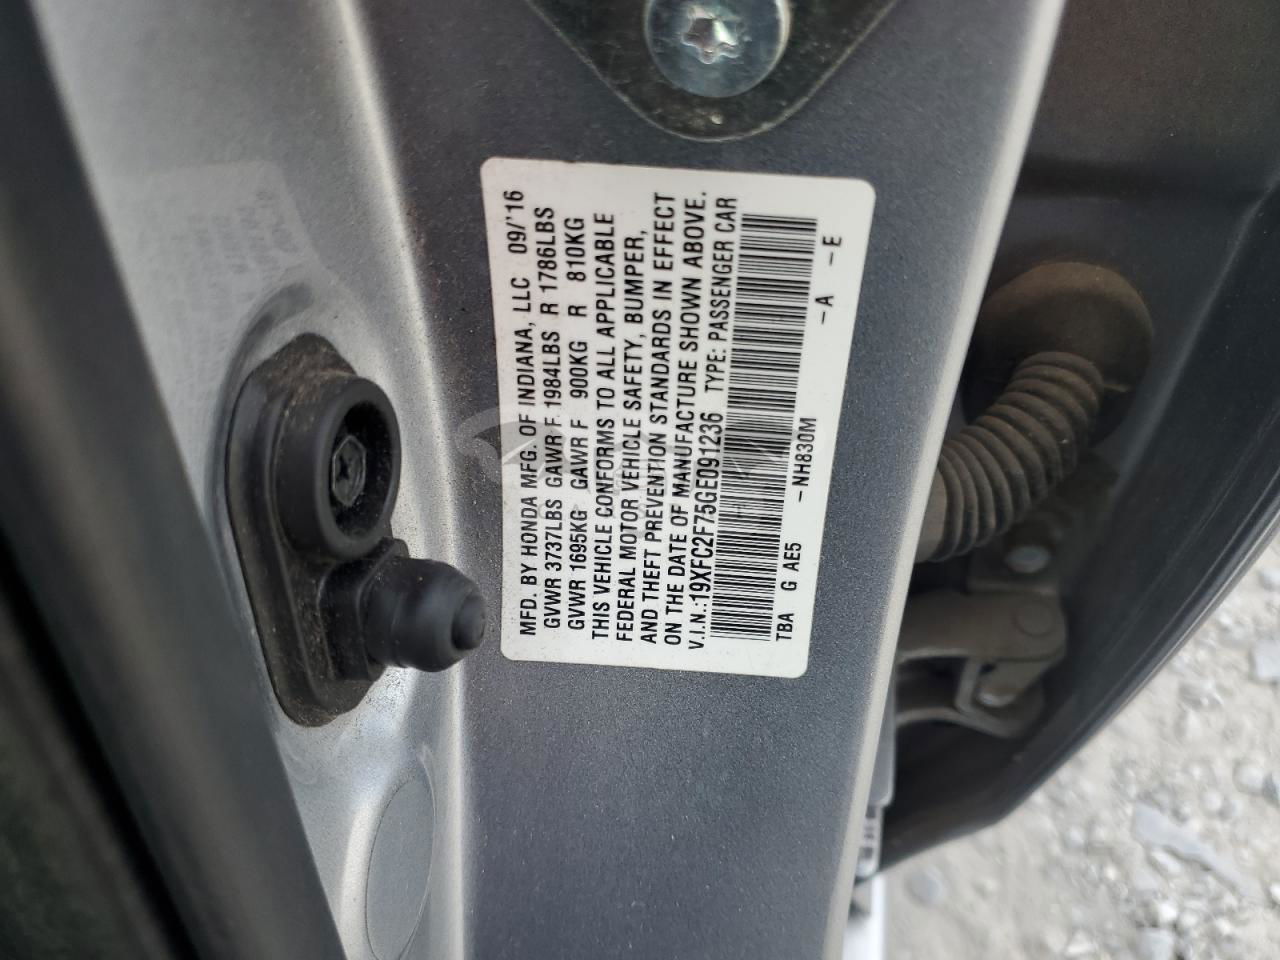 MFD. BY HONDA MFG. OF INDIANA, LLC 09/'16
GVWR 3737LBS GAWR F 1984LBS R 1786LBS
GVWR 1695KG GAWR F 900KG R 810KG
THIS VEHICLE CONFORMS TO ALL APPLICABLE
FEDERAL MOTOR VEHICLE SAFETY, BUMPER,
AND THEFT PREVENTION STANDARDS IN EFFECT
ON THE DATE OF MANUFACTURE SHOWN ABOVE.
V.I.N.:19XFC2F75GE091236 TYPE: PASSENGER CAR
TBA G AE5 -NH830M -A -E